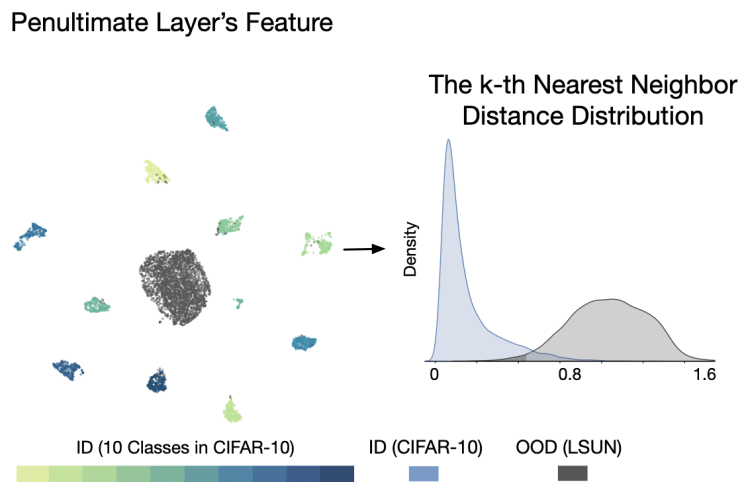 Penultimate Layer's Feature
The k-th Nearest Neighbor
Distance Distribution
Density
0 0.8 1.6
ID (10 Classes in CIFAR-10) ID (CIFAR-10) OOD (LSUN)